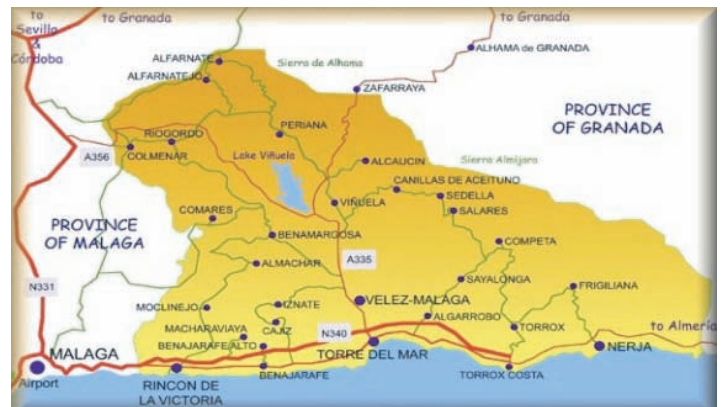 to
Sevilla
&
Córdoba
to Granada
to Granada
ALFARNATE
Sierra de Alhama
ALHAMA de GRANADA
ALFARNATEJO
ZAFARRAYA
PROVINCE
OF GRANADA
RIOGORDO
PERIANA
A356
COLMENAR
Lake Viñuela
ALCAUCIN
Sierra Almijara
CANILLAS DE ACEITUNO
SEDELLA
VIÑUELA
SALARES
COMARES
PROVINCE
OF MALAGA
BENAMARGOSA
COMPETA
A335
ALMACHAR
SAYALONGA
FRIGILIANA
N331
MOCLINEJO
IZNATE
VELEZ-MALAGA
ALGARROBO
MACHARAVIAYA
CAJIZ
N340
TORROX
to Almería
BENAJARAFE ALTO
MALAGA
TORRE DEL MAR
NERJA
Airport
RINCON DE
LA VICTORIA
BENAJARAFE
TORROX COSTA